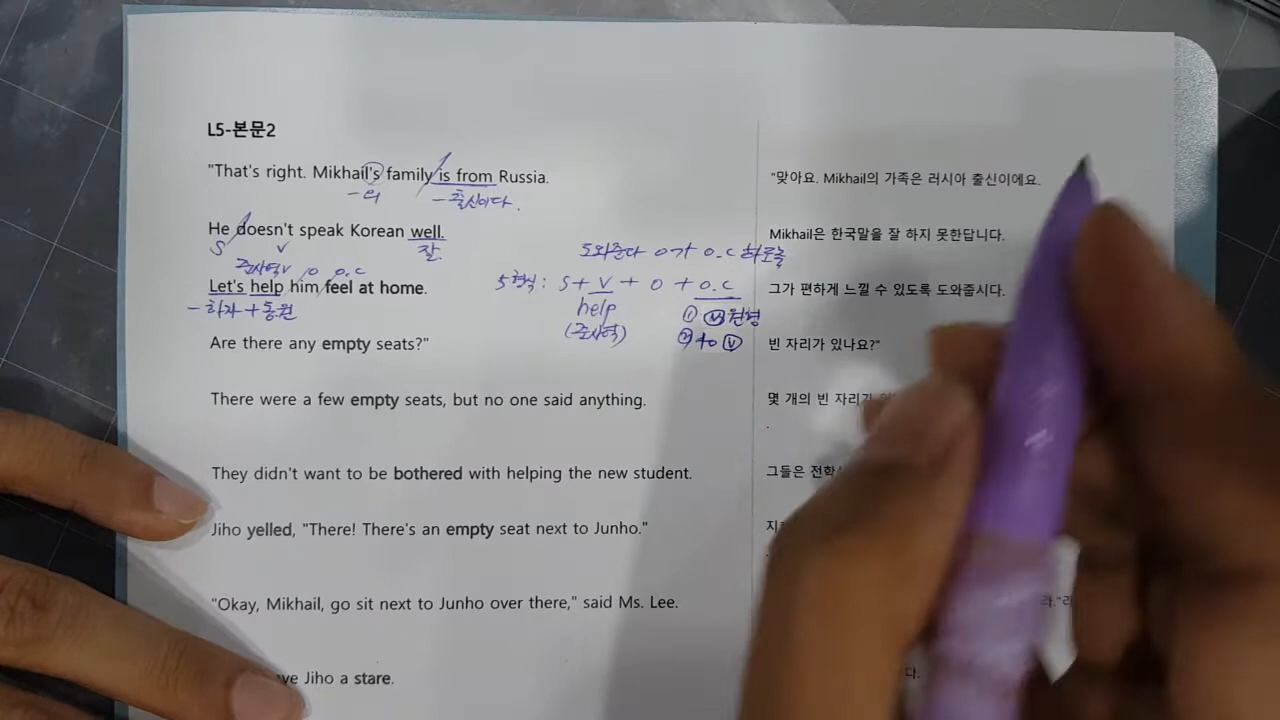 L5-본문2
"That's right. Mikhail's family is from Russia.
-의 -출신이다.
"맞아요. Mikhail의 가족은 러시아 출신이에요.
He doesn't speak Korean well.
S V 잘
Mikhail은 한국말을 잘 하지 못한답니다.
준사역V O O.C
도와준다 O가 O.C 하도록
Let's help him feel at home.
-하자+동원
5형식: S+V+O+O.C
help
(준사역)
① ⓥ원형
② to ⓥ
그가 편하게 느낄 수 있도록 도와줍시다.
Are there any empty seats?"
빈 자리가 있나요?"
There were a few empty seats, but no one said anything.
몇 개의 빈 자리가
They didn't want to be bothered with helping the new student.
그들은
Jiho yelled, "There! There's an empty seat next to Junho."
"Okay, Mikhail, go sit next to Junho over there," said Ms. Lee.
Jiho a stare.